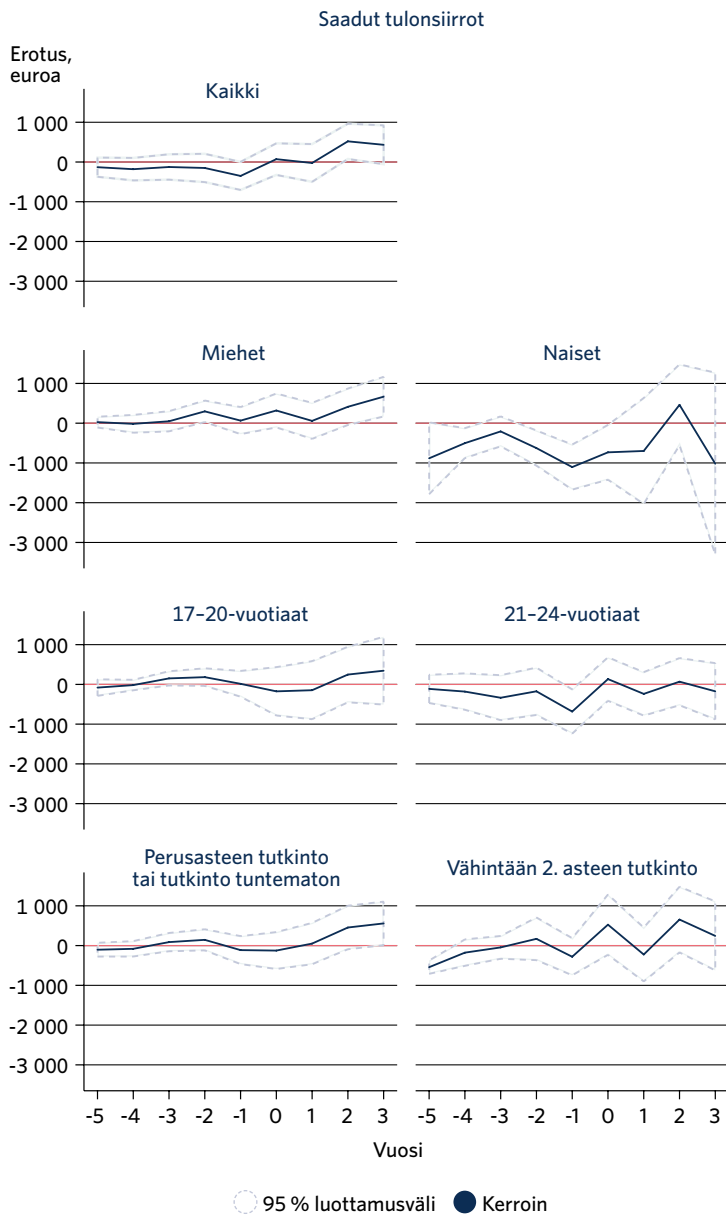 Saadut tulonsiirrot
Erotus,
euroa
Kaikki
1 000
0
-1 000
-2 000
-3 000
Miehet
Naiset
1 000
0
-1 000
-2 000
-3 000
17–20-vuotiaat
21–24-vuotiaat
1 000
0
-1 000
-2 000
-3 000
Perusasteen tutkinto
tai tutkinto tuntematon
Vähintään 2. asteen tutkinto
1 000
0
-1 000
-2 000
-3 000
-5 -4 -3 -2 -1 0 1 2 3
-5 -4 -3 -2 -1 0 1 2 3
Vuosi
95 % luottamusväli Kerroin